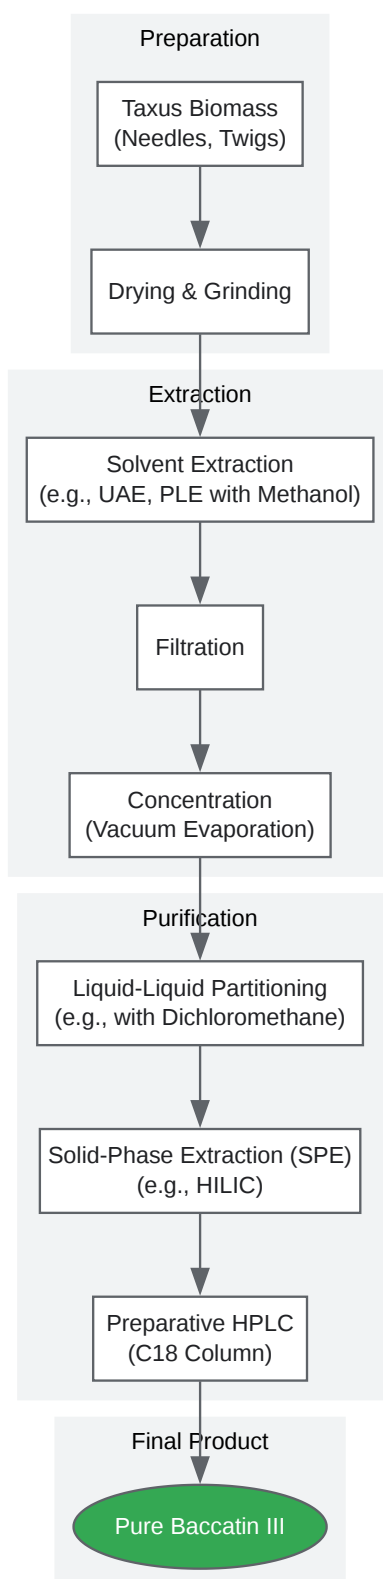 Preparation
Taxus Biomass
(Needles, Twigs)
Drying & Grinding
Extraction
Solvent Extraction
(e.g., UAE, PLE with Methanol)
Filtration
Concentration
(Vacuum Evaporation)
Purification
Liquid-Liquid Partitioning
(e.g., with Dichloromethane)
Solid-Phase Extraction (SPE)
(e.g., HILIC)
Preparative HPLC
(C18 Column)
Final Product
Pure Baccatin III